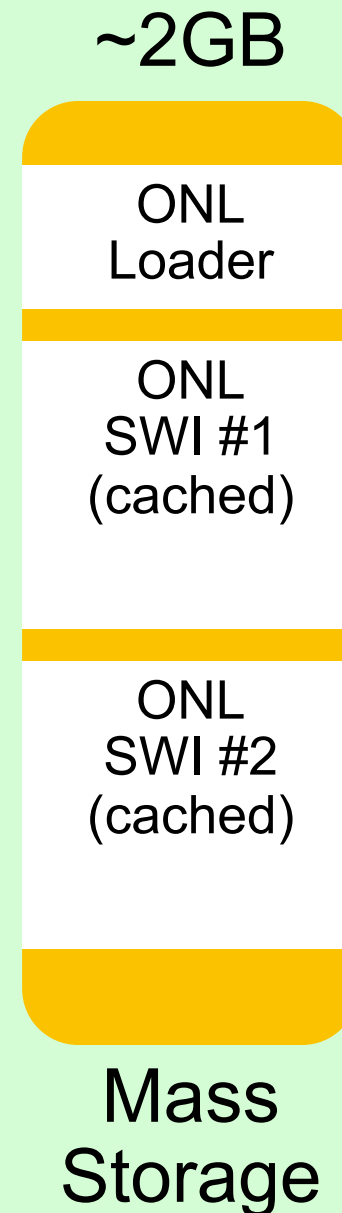 ~2GB
ONL
Loader
ONL
SWI #1
(cached)
ONL
SWI #2
(cached)
Mass
Storage